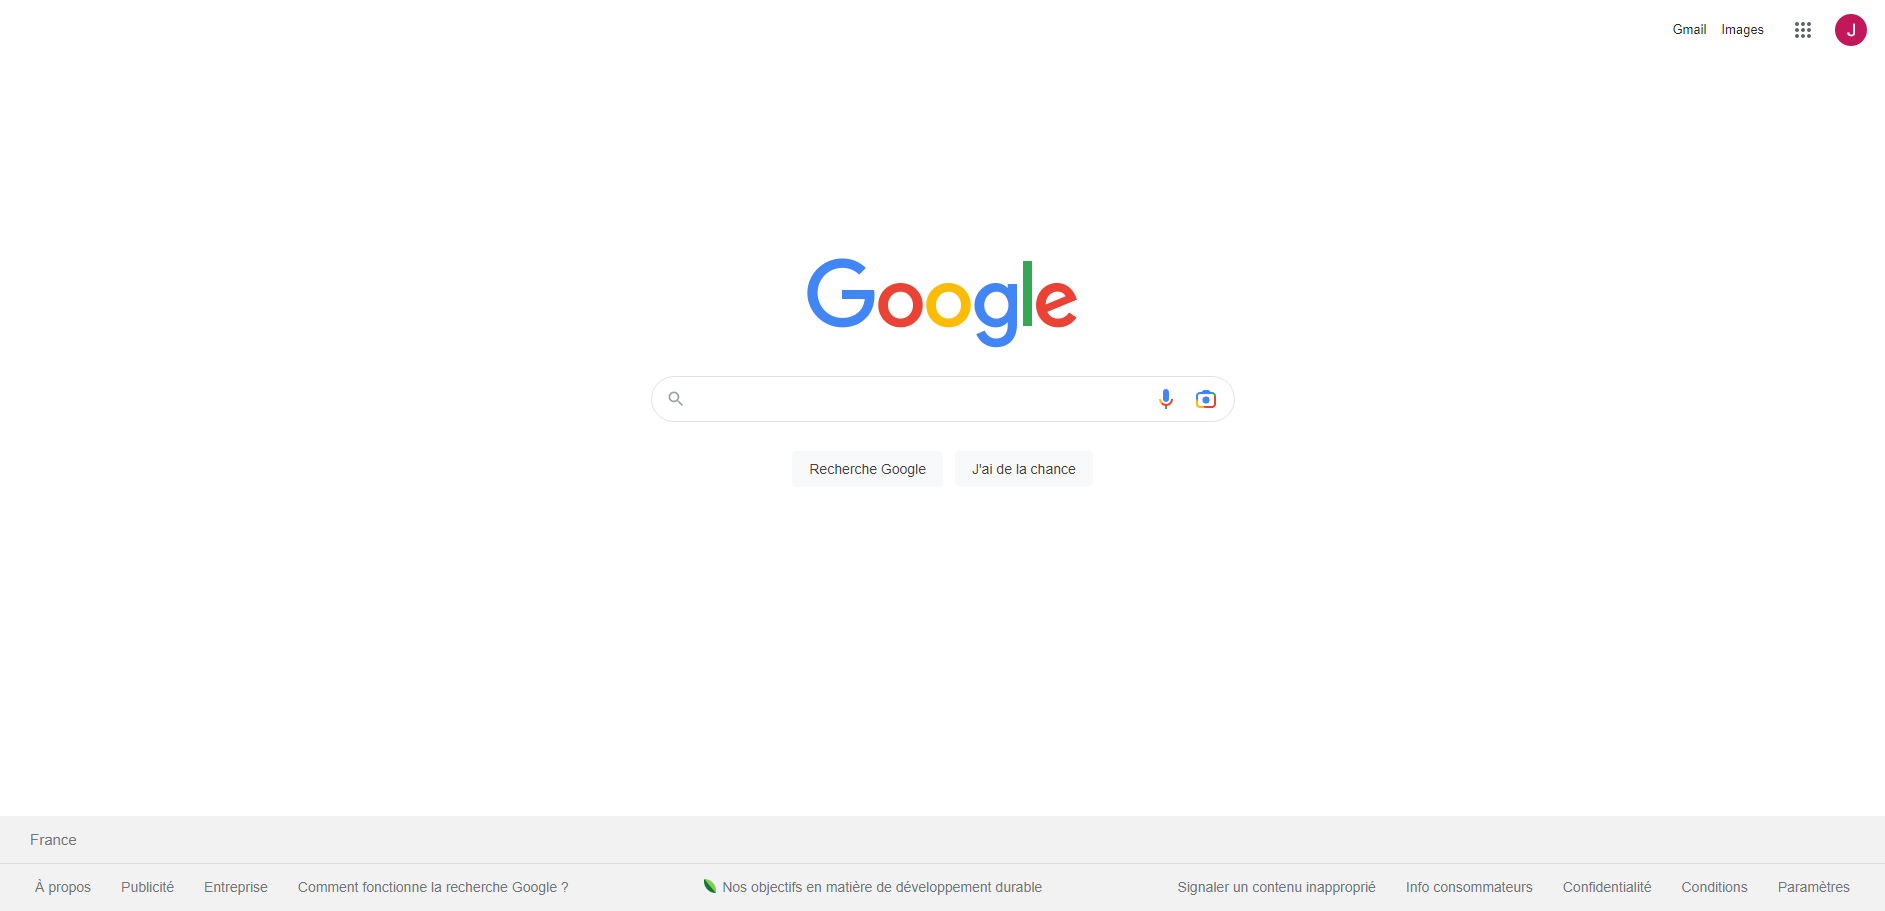 Gmail Images
J
Google
Recherche Google J'ai de la chance
France
À propos Publicité Entreprise Comment fonctionne la recherche Google ? Nos objectifs en matière de développement durable Signaler un contenu inapproprié Info consommateurs Confidentialité Conditions Paramètres